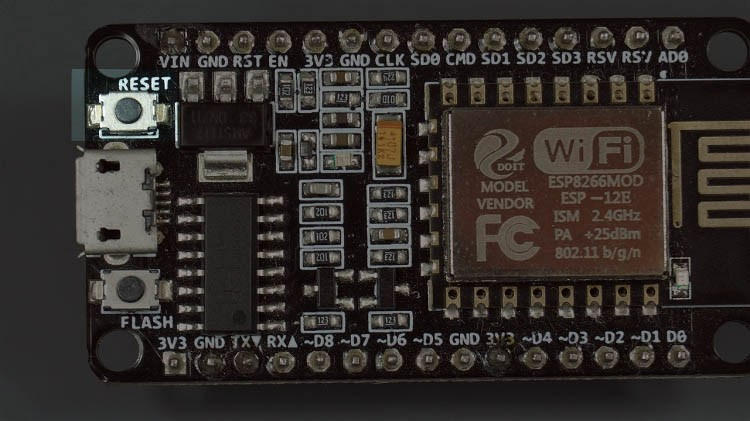 VIN GND RST EN 3V3 GND CLK SD0 CMD SD1 SD2 SD3 RSV RSV AD0
RESET
DOIT
MODEL
VENDOR
FC
WiFi
ESP8266MOD
ESP -12E
ISM 2.4GHz
PA +25dBm
802.11 b/g/n
FLASH
3V3 GND TX▼ RX▲ ~D8 ~D7 ~D6 ~D5 GND 3V3 ~D4 ~D3 ~D2 ~D1 D0